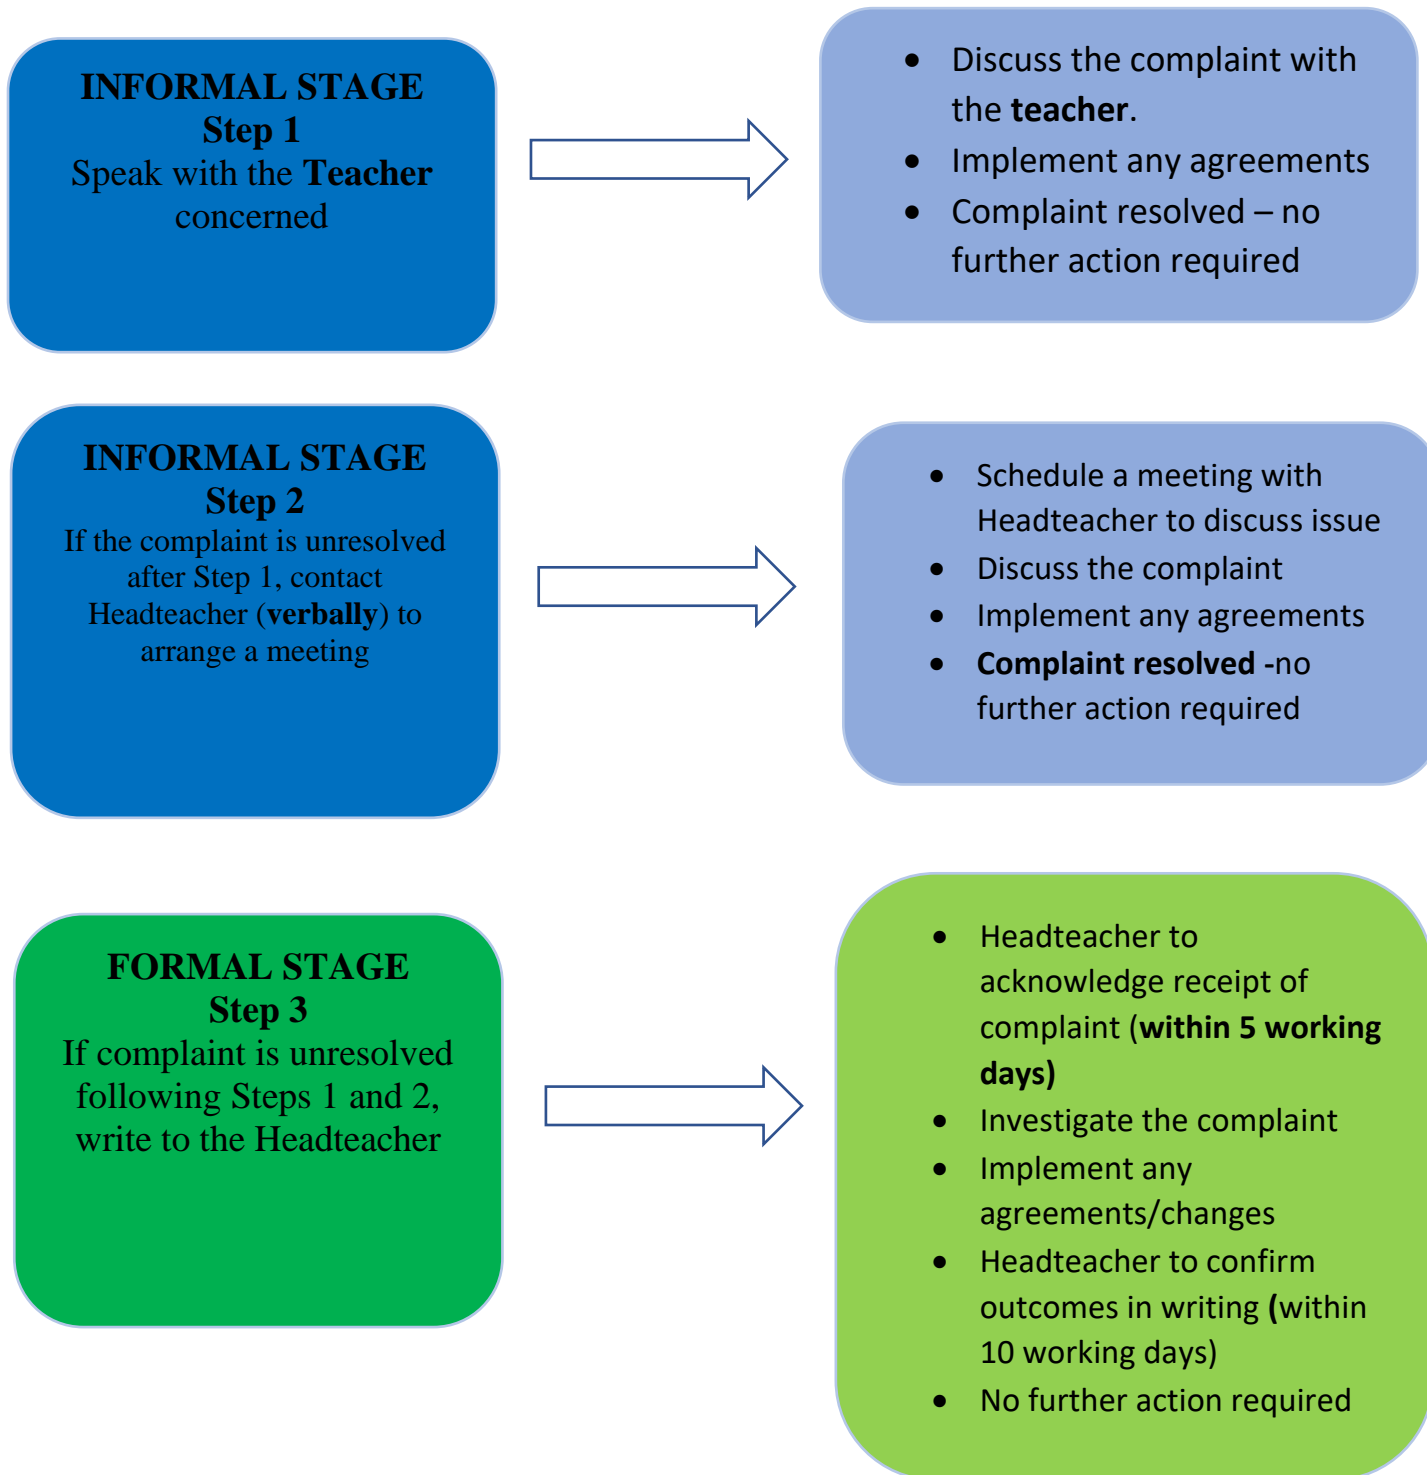 INFORMAL STAGE
Step 1
Speak with the Teacher
concerned
• Discuss the complaint with
the teacher.
• Implement any agreements
• Complaint resolved – no
further action required
INFORMAL STAGE
Step 2
If the complaint is unresolved
after Step 1, contact
Headteacher (verbally) to
arrange a meeting
• Schedule a meeting with
Headteacher to discuss issue
• Discuss the complaint
• Implement any agreements
• Complaint resolved -no
further action required
FORMAL STAGE
Step 3
If complaint is unresolved
following Steps 1 and 2,
write to the Headteacher
• Headteacher to
acknowledge receipt of
complaint (within 5 working
days)
• Investigate the complaint
• Implement any
agreements/changes
• Headteacher to confirm
outcomes in writing (within
10 working days)
• No further action required